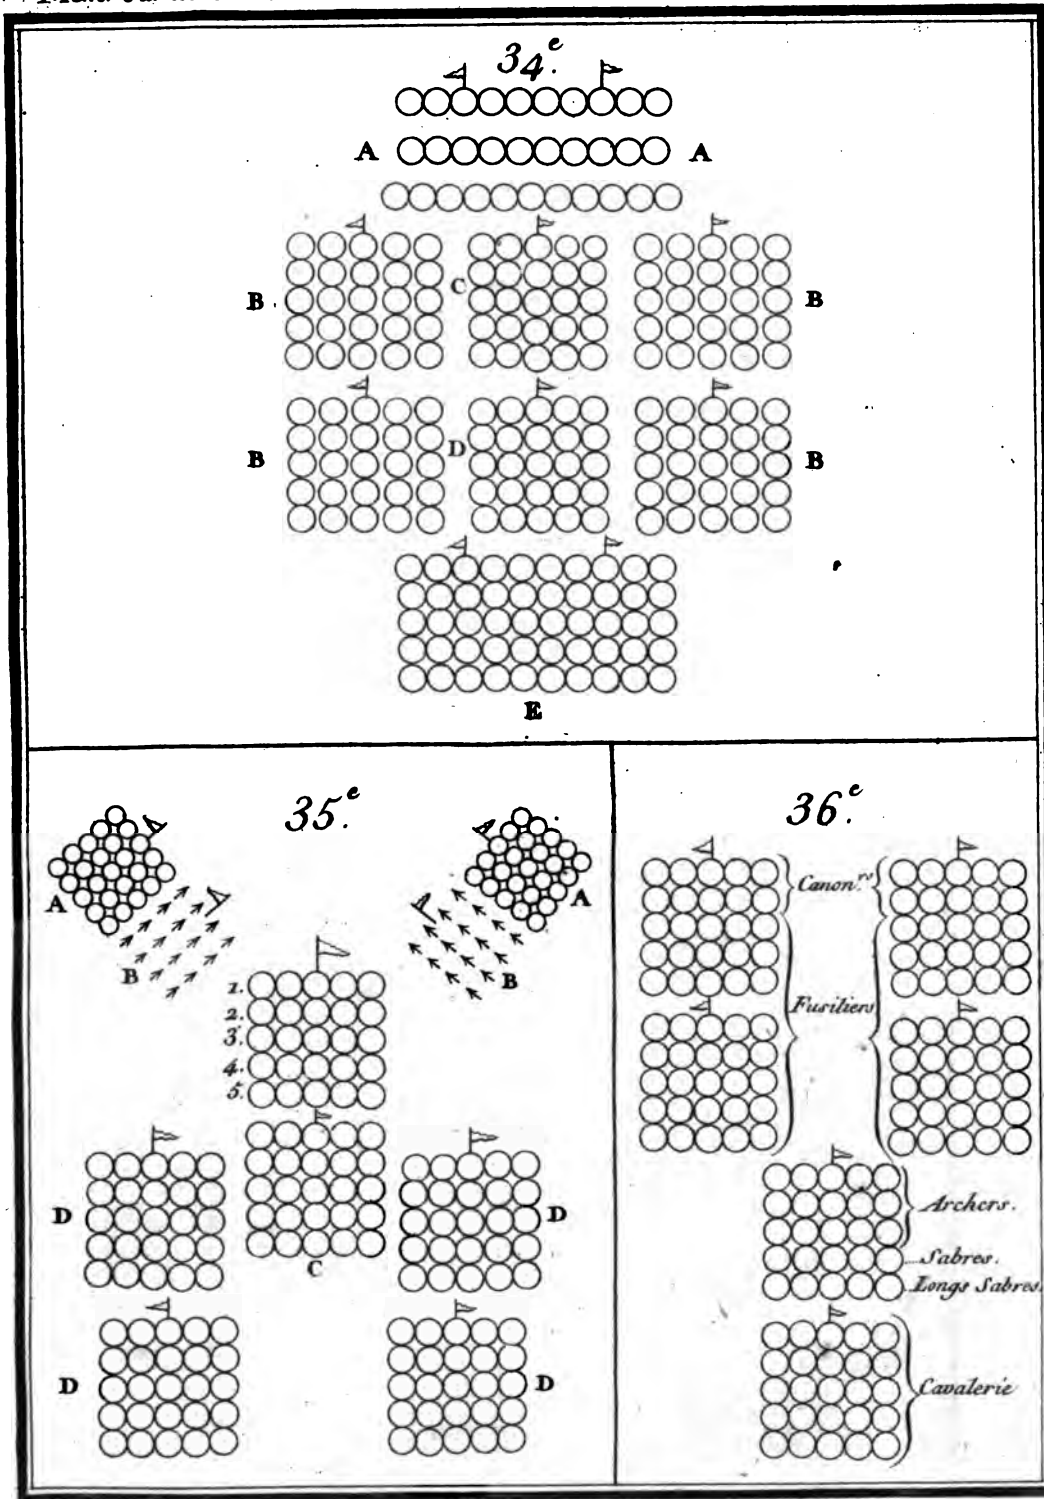 34.e
A A
B C B
B D B
E
35.e
A A
B B
1.
2.
3.
4.
5.
D D
C
D D
36.e
Canon.rs
Fusiliers
Archers.
Sabres.
Longs Sabres.
Cavalerie